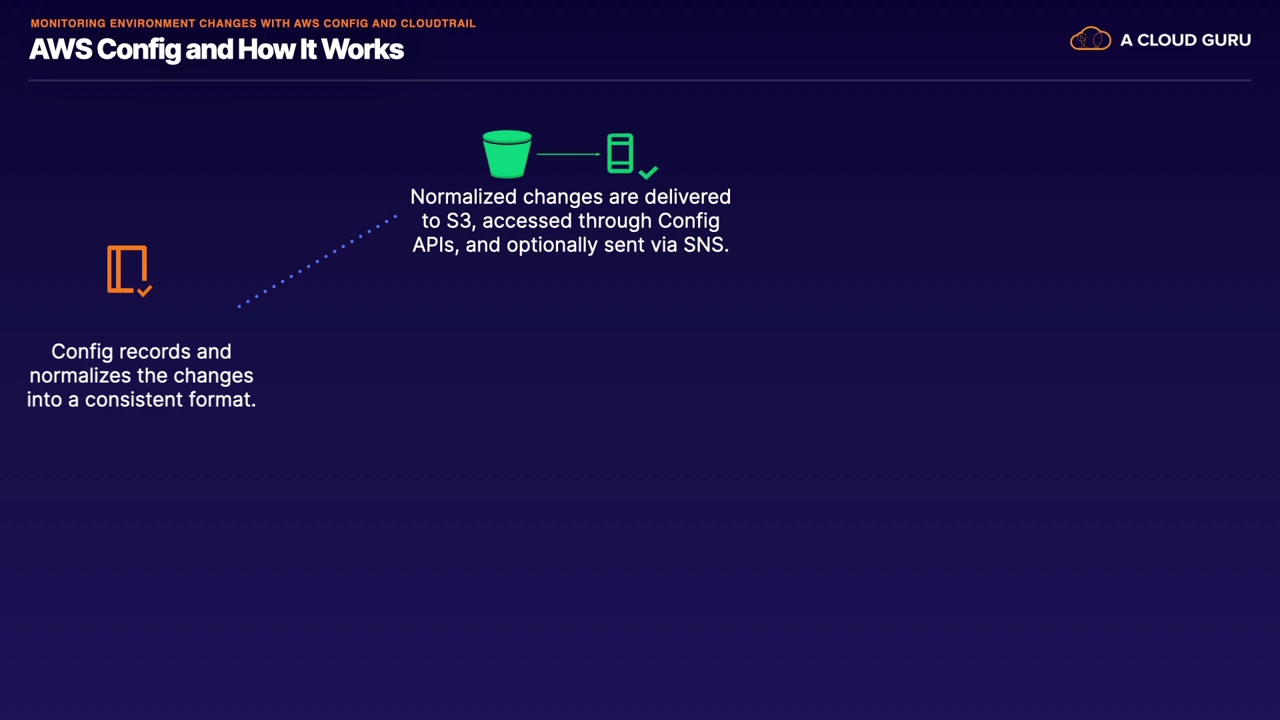 MONITORING ENVIRONMENT CHANGES WITH AWS CONFIG AND CLOUDTRAIL
AWS Config and How It Works
A CLOUD GURU
Normalized changes are delivered
to S3, accessed through Config
APIs, and optionally sent via SNS.
Config records and
normalizes the changes
into a consistent format.